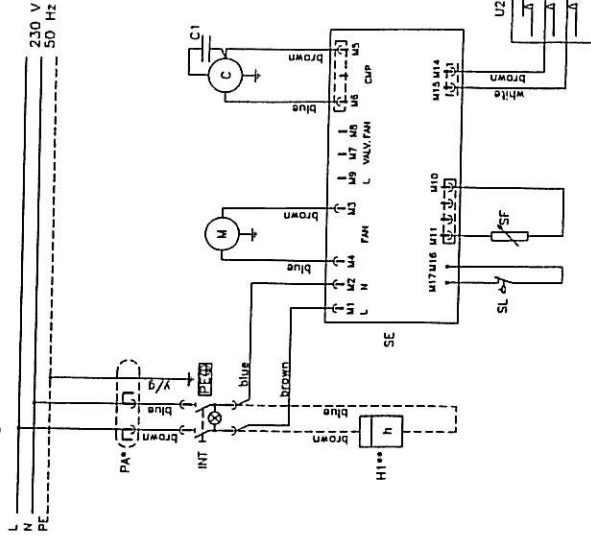 L
N
PE
230 V
50 Hz
PA*
brown
blue
y/g
INT
PE
brown
blue
blue
brown
H1**
h
M
blue
brown
C1
C
blue
brown
M1
M2
M4
M3
M9
M7
M8
M6
M5
L
N
FAN
L
VALV.
FAN
CMP
SE
M17
M16
M11
M10
M15
M14
SL
SF
white
brown
U2